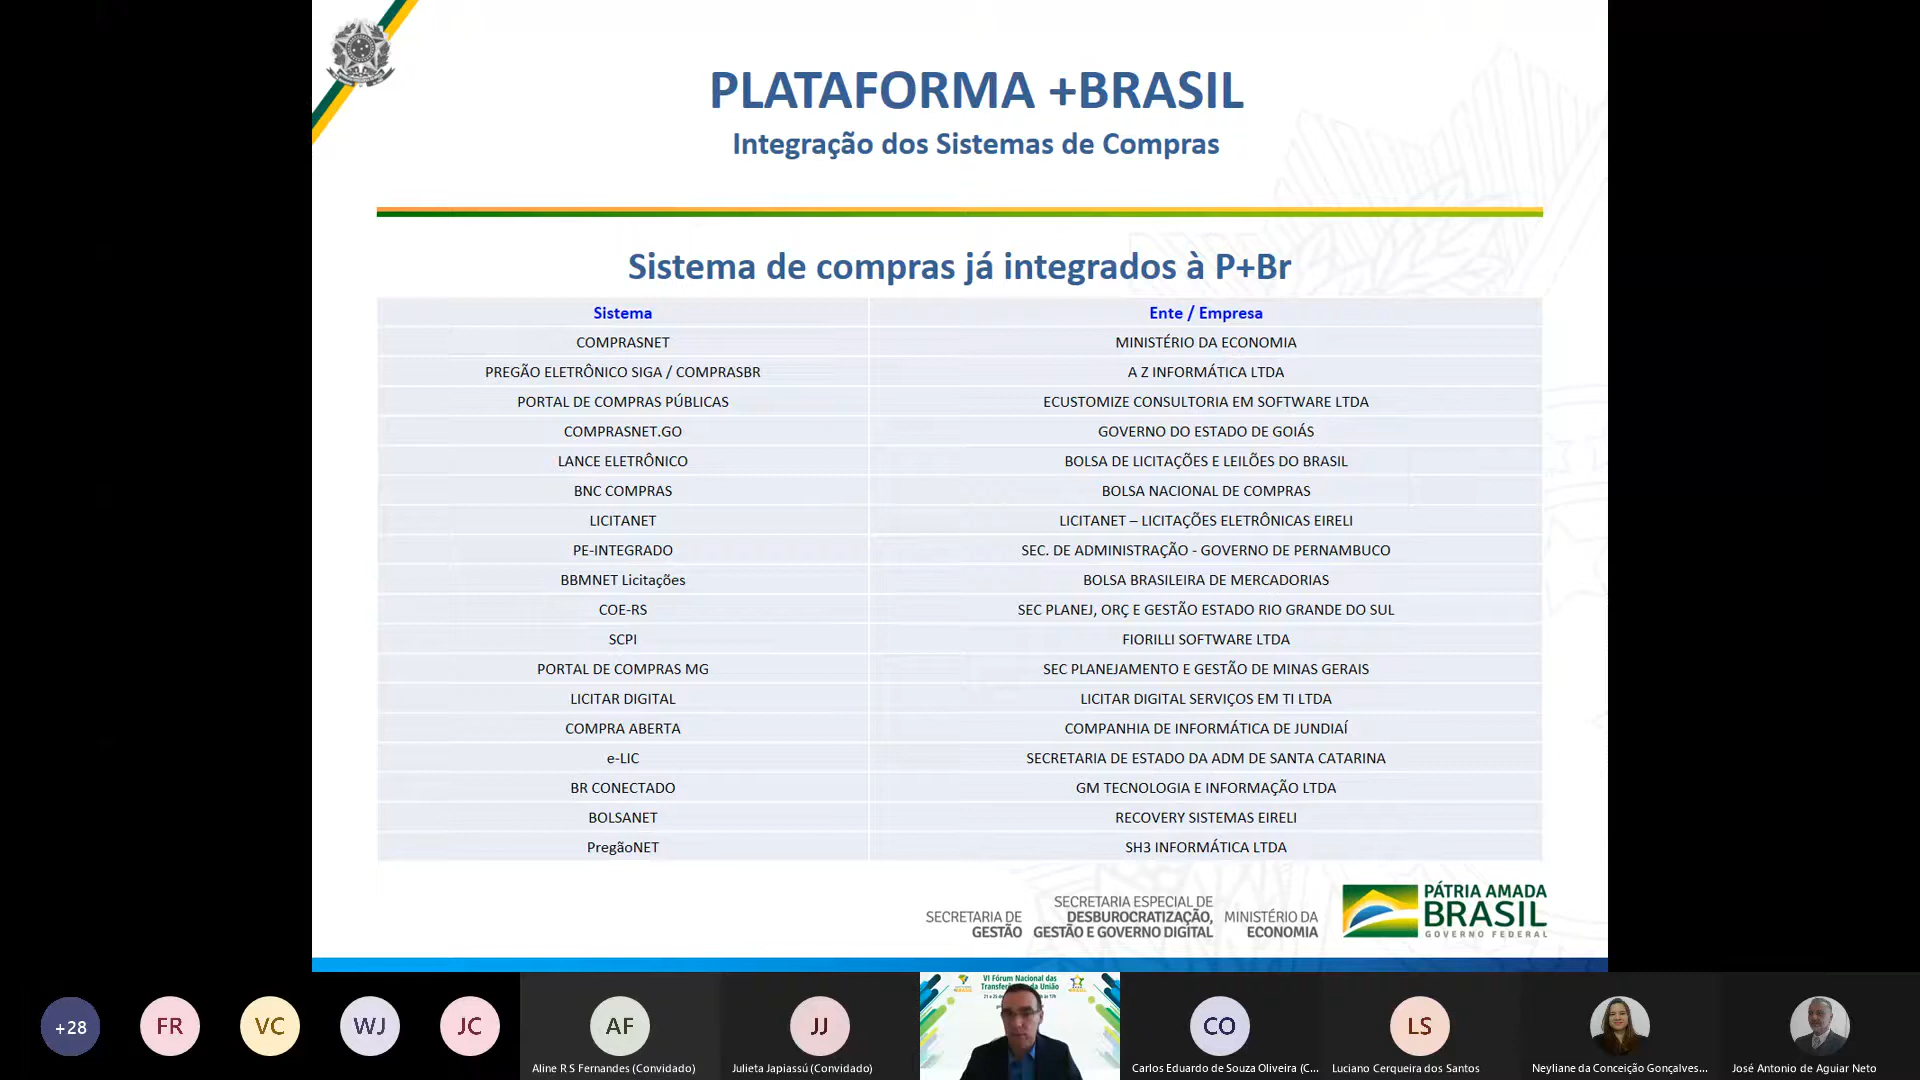 PLATAFORMA +BRASIL
Integração dos Sistemas de Compras
Sistema de compras já integrados à P+Br
Sistema Ente / Empresa
COMPRASNET MINISTÉRIO DA ECONOMIA
PREGÃO ELETRÔNICO SIGA / COMPRASBR A Z INFORMÁTICA LTDA
PORTAL DE COMPRAS PÚBLICAS ECUSTOMIZE CONSULTORIA EM SOFTWARE LTDA
COMPRASNET.GO GOVERNO DO ESTADO DE GOIÁS
LANCE ELETRÔNICO BOLSA DE LICITAÇÕES E LEILÕES DO BRASIL
BNC COMPRAS BOLSA NACIONAL DE COMPRAS
LICITANET LICITANET – LICITAÇÕES ELETRÔNICAS EIRELI
PE-INTEGRADO SEC. DE ADMINISTRAÇÃO - GOVERNO DE PERNAMBUCO
BBMNET Licitações BOLSA BRASILEIRA DE MERCADORIAS
COE-RS SEC PLANEJ, ORÇ E GESTÃO ESTADO RIO GRANDE DO SUL
SCPI FIORILLI SOFTWARE LTDA
PORTAL DE COMPRAS MG SEC PLANEJAMENTO E GESTÃO DE MINAS GERAIS
LICITAR DIGITAL LICITAR DIGITAL SERVIÇOS EM TI LTDA
COMPRA ABERTA COMPANHIA DE INFORMÁTICA DE JUNDIAÍ
e-LIC SECRETARIA DE ESTADO DA ADM DE SANTA CATARINA
BR CONECTADO GM TECNOLOGIA E INFORMAÇÃO LTDA
BOLSANET RECOVERY SISTEMAS EIRELI
PregãoNET SH3 INFORMÁTICA LTDA
SECRETARIA DE
GESTÃO
SECRETARIA ESPECIAL DE
DESBUROCRATIZAÇÃO,
GESTÃO E GOVERNO DIGITAL
MINISTÉRIO DA
ECONOMIA
PÁTRIA AMADA
BRASIL
GOVERNO FEDERAL
+28 FR VC WJ JC AF JJ CO LS
VI Fórum Nacional das
Aline R S Fernandes (Convidado) Julieta Japiassú (Convidado) Carlos Eduardo de Souza Oliveira (C... Luciano Cerqueira dos Santos Neyliane da Conceição Gonçalves... José Antonio de Aguiar Neto